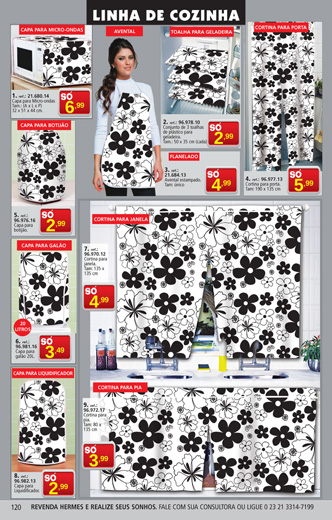 LINHA DE COZINHA
CAPA PARA MICRO-ONDAS
1. ref.: 21.680.14
Capa para Micro-ondas
Tam.: (A x L x P)
32 x 51 x 44 cm.
SÓ
6,99
AVENTAL
TOALHA PARA GELADEIRA
2. ref.:
96.978.10
Conjunto de 3 toalhas
de plástico para
geladeira.
Tam.: 50 x 35 cm (cada)
SÓ
2,99
FLANELADO
3. ref.:
21.684.13
Avental estampado.
Tam: único
SÓ
4,99
CORTINA PARA PORTA
4. ref.:
96.977.13
Cortina para porta.
Tam: 190 x 135 cm
SÓ
5,99
CAPA PARA BOTIJÃO
5. ref.:
96.976.16
Capa para
botijão.
SÓ
2,99
CAPA PARA GALÃO
20
LITROS
6. ref.:
96.981.16
Capa para
galão 20L.
SÓ
3,49
CORTINA PARA JANELA
7. ref.:
96.970.12
Cortina para
janela.
Tam: 135 x
135 cm
SÓ
4,99
CAPA PARA LIQUIDIFICADOR
8. ref.:
96.982.13
Capa para
Liquidificador.
SÓ
2,99
CORTINA PARA PIA
9. ref.:
96.972.17
Cortina para pia.
Tam: 80 x
135 cm
SÓ
3,99
120 REVENDA HERMES E REALIZE SEUS SONHOS. FALE COM SUA CONSULTORA OU LIGUE 0 23 21 3314-7199